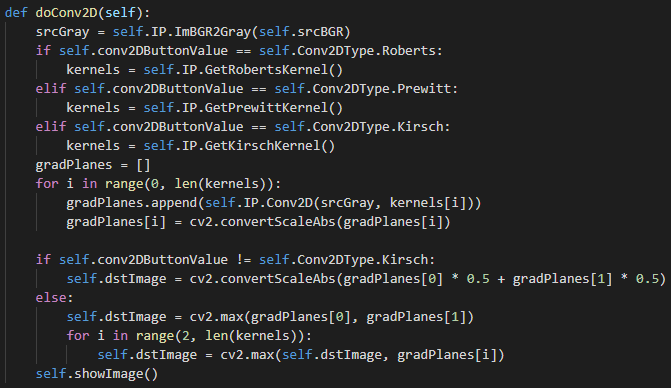 def doConv2D(self):
    srcGray = self.IP.ImBGR2Gray(self.srcBGR)
    if self.conv2DButtonValue == self.Conv2DType.Roberts:
        kernels = self.IP.GetRobertsKernel()
    elif self.conv2DButtonValue == self.Conv2DType.Prewitt:
        kernels = self.IP.GetPrewittKernel()
    elif self.conv2DButtonValue == self.Conv2DType.Kirsch:
        kernels = self.IP.GetKirschKernel()
    gradPlanes = []
    for i in range(0, len(kernels)):
        gradPlanes.append(self.IP.Conv2D(srcGray, kernels[i]))
        gradPlanes[i] = cv2.convertScaleAbs(gradPlanes[i])

    if self.conv2DButtonValue != self.Conv2DType.Kirsch:
        self.dstImage = cv2.convertScaleAbs(gradPlanes[0] * 0.5 + gradPlanes[1] * 0.5)
    else:
        self.dstImage = cv2.max(gradPlanes[0], gradPlanes[1])
        for i in range(2, len(kernels)):
            self.dstImage = cv2.max(self.dstImage, gradPlanes[i])
    self.showImage()